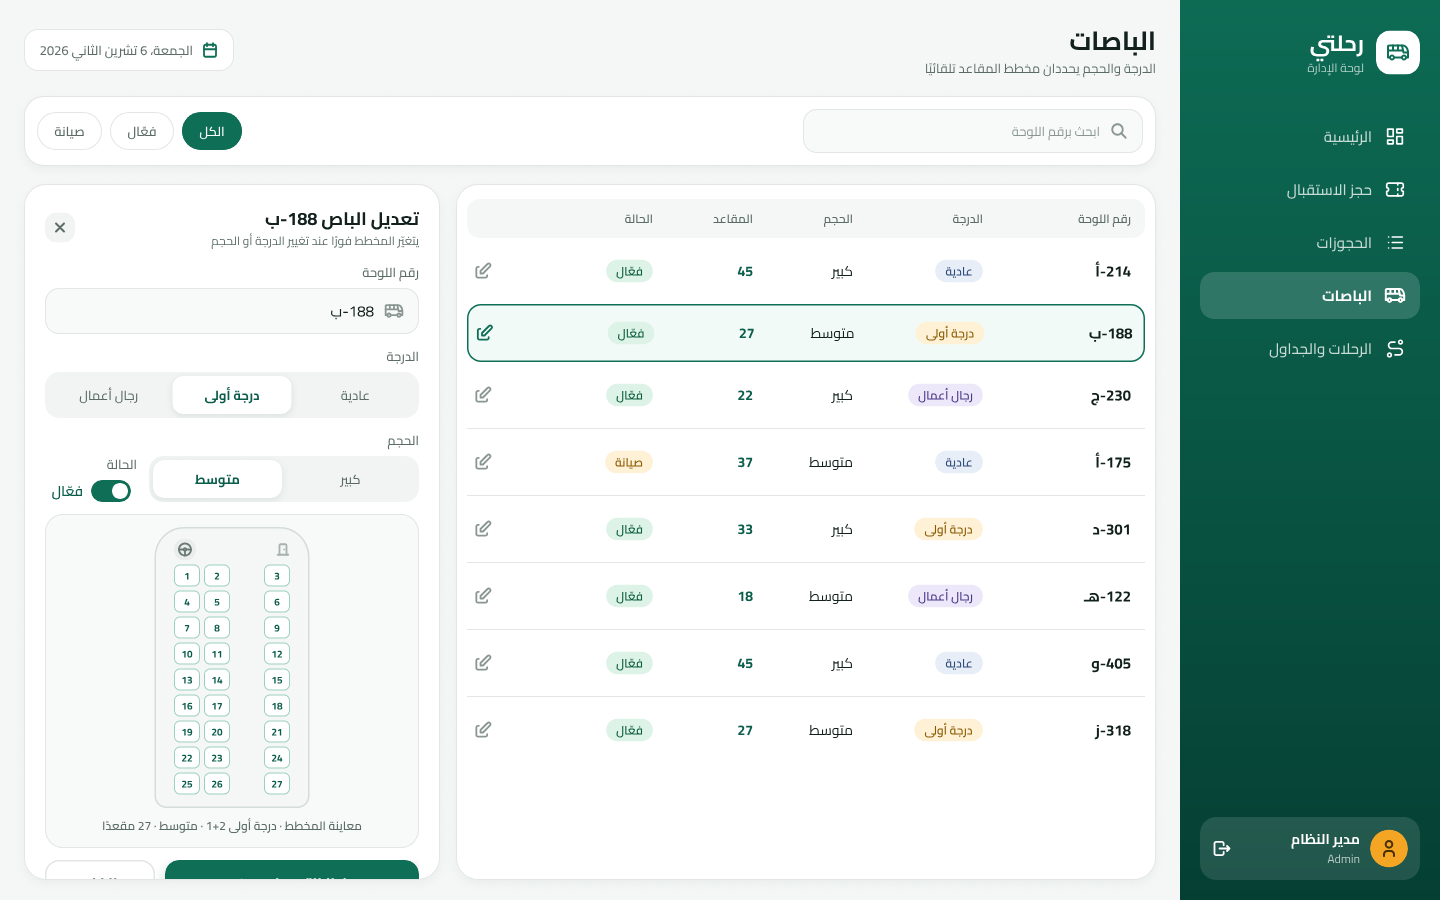 رحلتي
لوحة الإدارة
الرئيسية
حجز الاستقبال
الحجوزات
الباصات
الرحلات والجداول
مدير النظام
Admin
الباصات
الدرجة والحجم يحددان مخطط المقاعد تلقائيًا
الجمعة، 6 تشرين الثاني 2026
ابحث برقم اللوحة
الكل
فعّال
صيانة
رقم اللوحة الدرجة الحجم المقاعد الحالة
214-أ عادية كبير 45 فعّال
188-ب درجة أولى متوسط 27 فعّال
230-ج رجال أعمال كبير 22 فعّال
175-أ عادية متوسط 37 صيانة
301-د درجة أولى كبير 33 فعّال
122-هـ رجال أعمال متوسط 18 فعّال
405-و عادية كبير 45 فعّال
318-ز درجة أولى متوسط 27 فعّال
تعديل الباص 188-ب
يتغيّر المخطط فورًا عند تغيير الدرجة أو الحجم
رقم اللوحة
188-ب
الدرجة
عادية درجة أولى رجال أعمال
الحجم
كبير متوسط
الحالة
فعّال
1 2 3
4 5 6
7 8 9
10 11 12
13 14 15
16 17 18
19 20 21
22 23 24
25 26 27
معاينة المخطط · درجة أولى 2+1 · متوسط · 27 مقعدًا